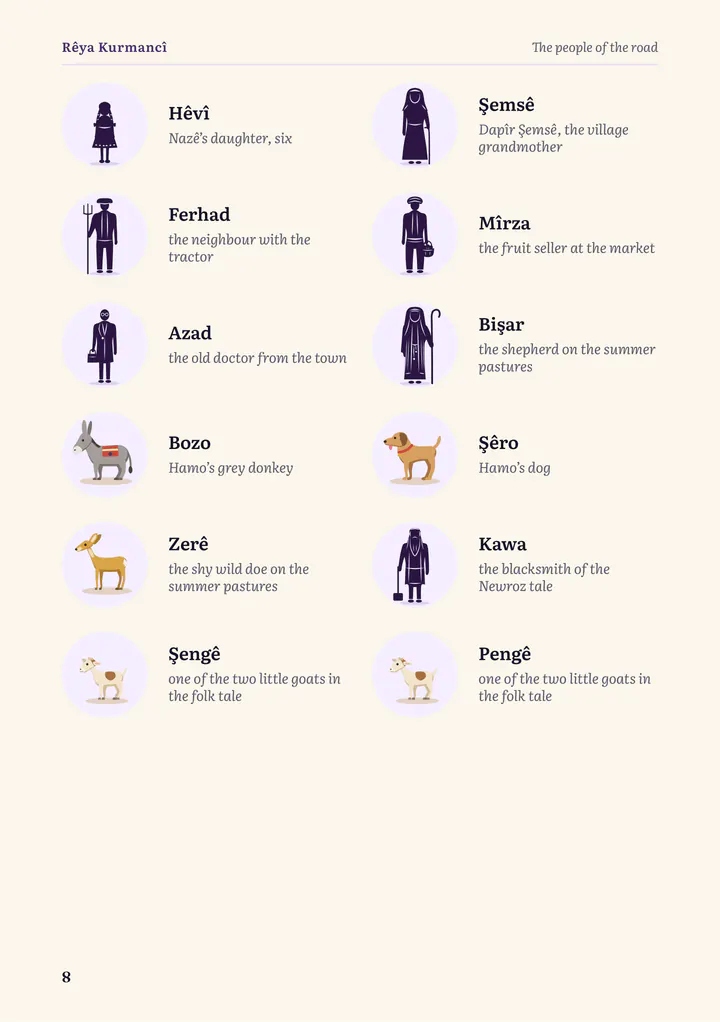 Rêya Kurmancî
The people of the road
Hêvî
Nazê’s daughter, six
Şemsê
Dapîr Şemsê, the village
grandmother
Ferhad
the neighbour with the
tractor
Mîrza
the fruit seller at the market
Azad
the old doctor from the town
Bişar
the shepherd on the summer
pastures
Bozo
Hamo’s grey donkey
Şêro
Hamo’s dog
Zerê
the shy wild doe on the
summer pastures
Kawa
the blacksmith of the
Newroz tale
Şengê
one of the two little goats in
the folk tale
Pengê
one of the two little goats in
the folk tale
8